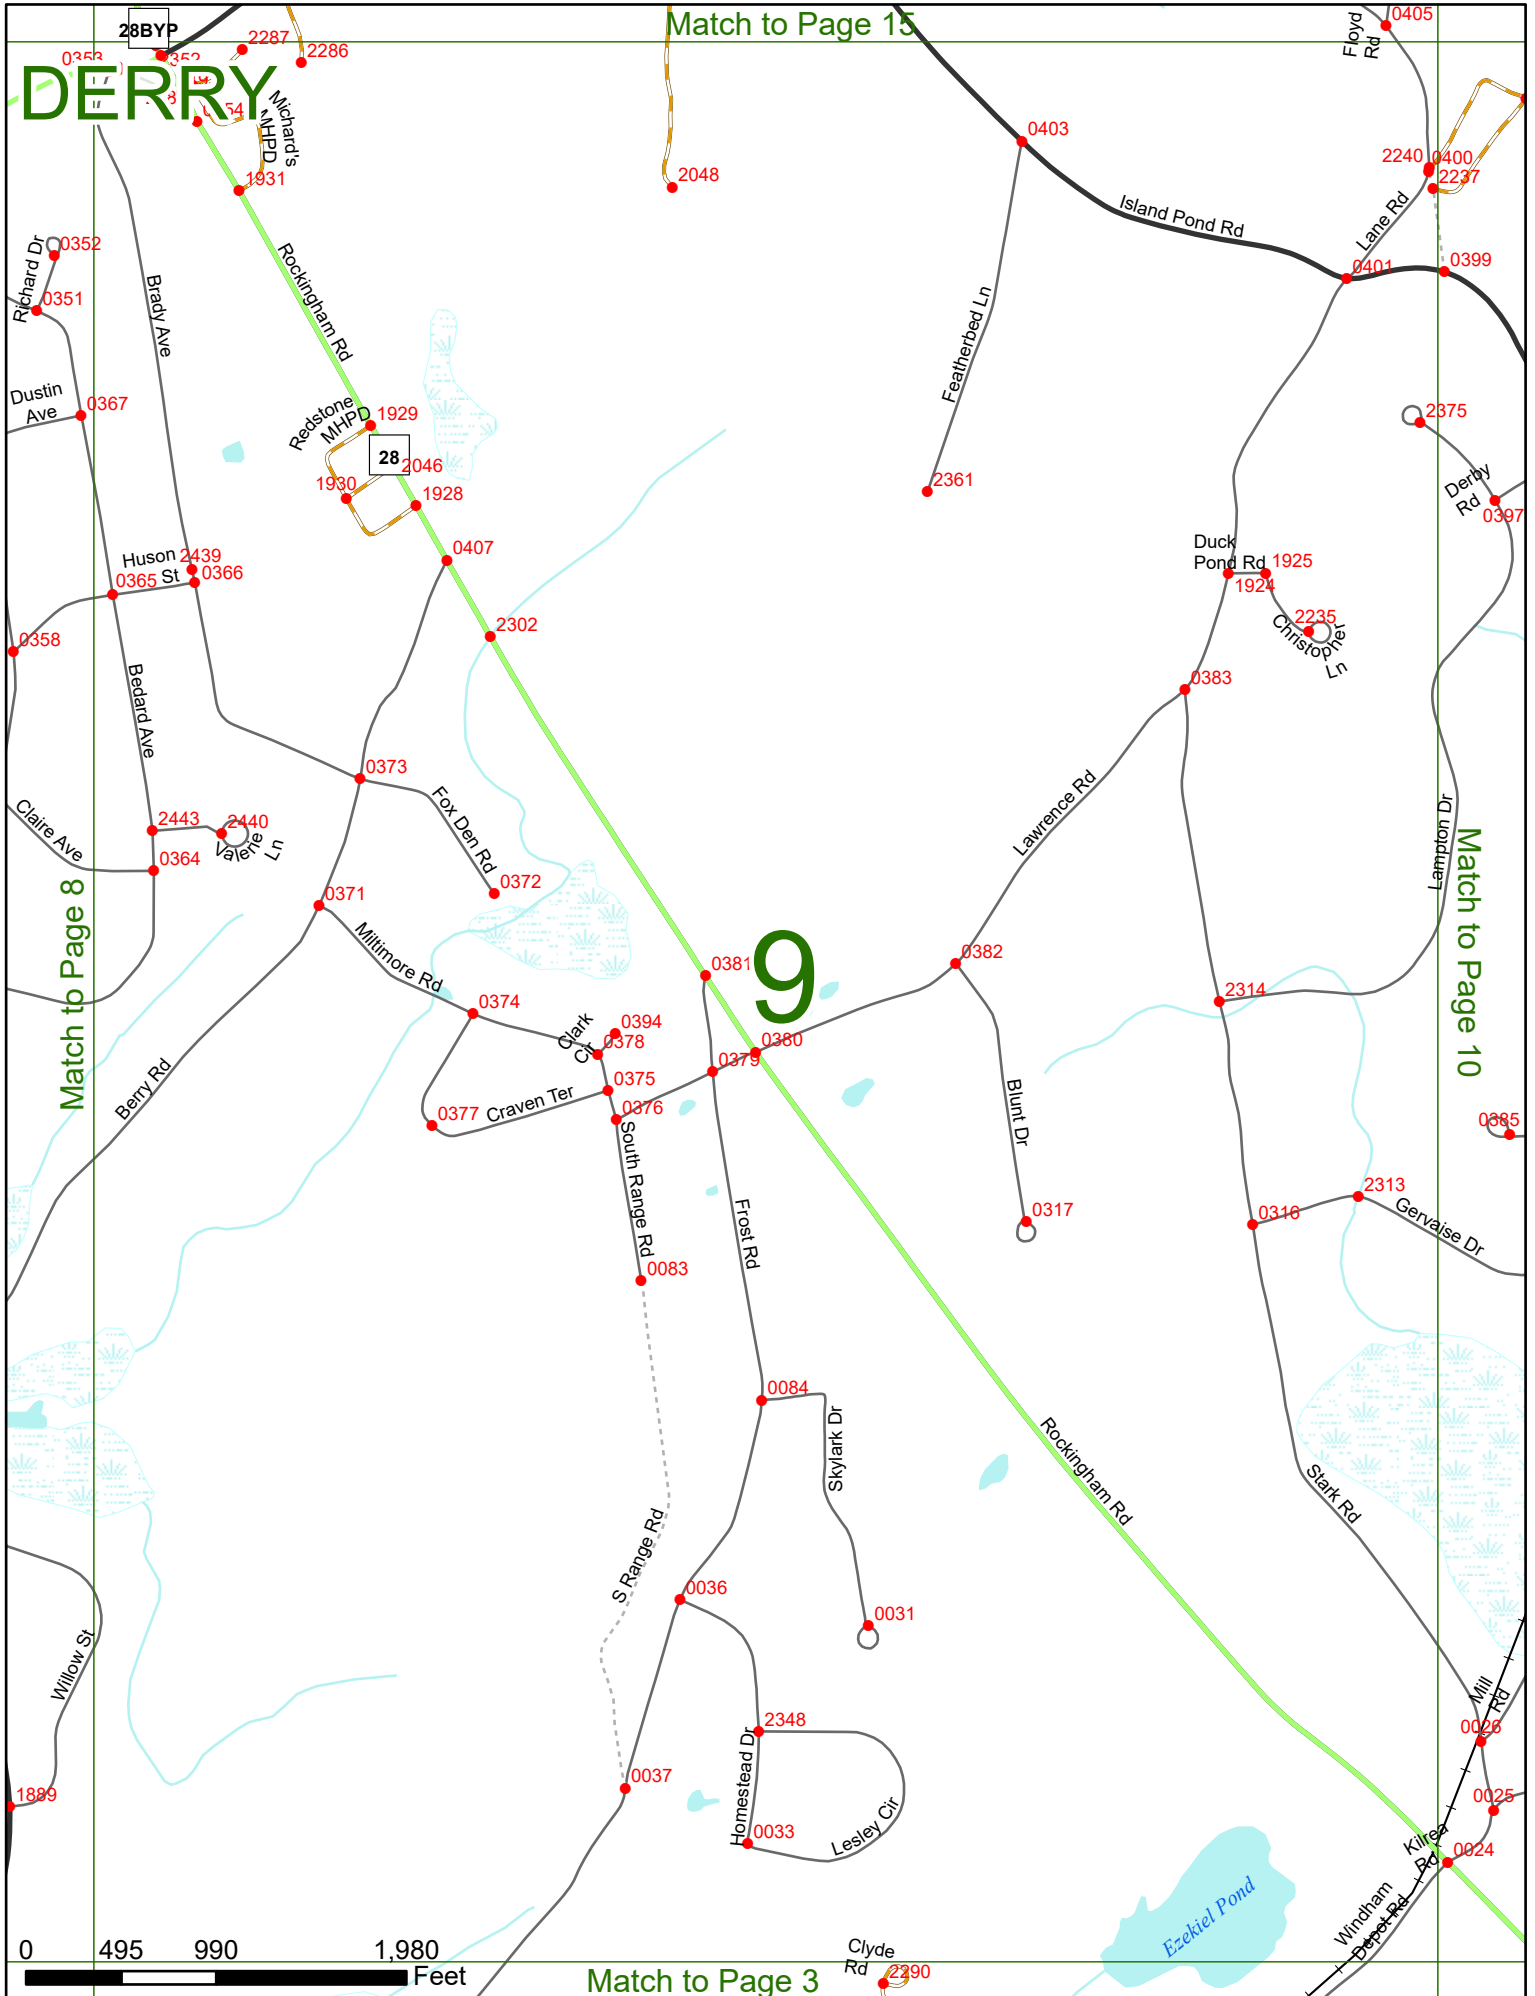 Match to Page 15
28BYP
DERRY
2287
2286
0405
Floyd
Rd
0353
Michard's
MHPD
1931
2048
0403
2240
0400
2237
Island Pond Rd
Lane Rd
0401
0399
Richard Dr
0352
0351
Brady Ave
Rockingham Rd
Featherbed Ln
Dustin
Ave
0367
Redstone
MHPD
1929
28
2046
1930
1928
2361
2375
Derby
Rd
0397
0407
Huson
St
2439
0366
0365
Duck
Pond Rd
1925
1924
2235
Christopher
Ln
0358
2302
0383
Bedard Ave
0373
Fox Den Rd
Lawrence Rd
Lampton Dr
Claire Ave
2443
2440
Valerie
Ln
0364
0372
0371
Match to Page 8
Match to Page 10
Miltimore Rd
9
0381
0382
0374
2314
Clark
Cir
0394
0378
0380
0379
Berry Rd
0375
0376
Craven Ter
0377
Blunt Dr
0385
South Range Rd
Frost Rd
0317
2313
0316
Gervaise Dr
0083
0084
Skylark Dr
Rockingham Rd
Stark Rd
S Range Rd
0036
0031
Willow St
Mill
Rd
2348
0026
Homestead Dr
0037
1889
0025
0033
Lesley Cir
Kilrea
Rd
0024
Ezekiel Pond
Windham
Depot Rd
0
495
990
1,980
Feet
Clyde
Rd
2290
Match to Page 3